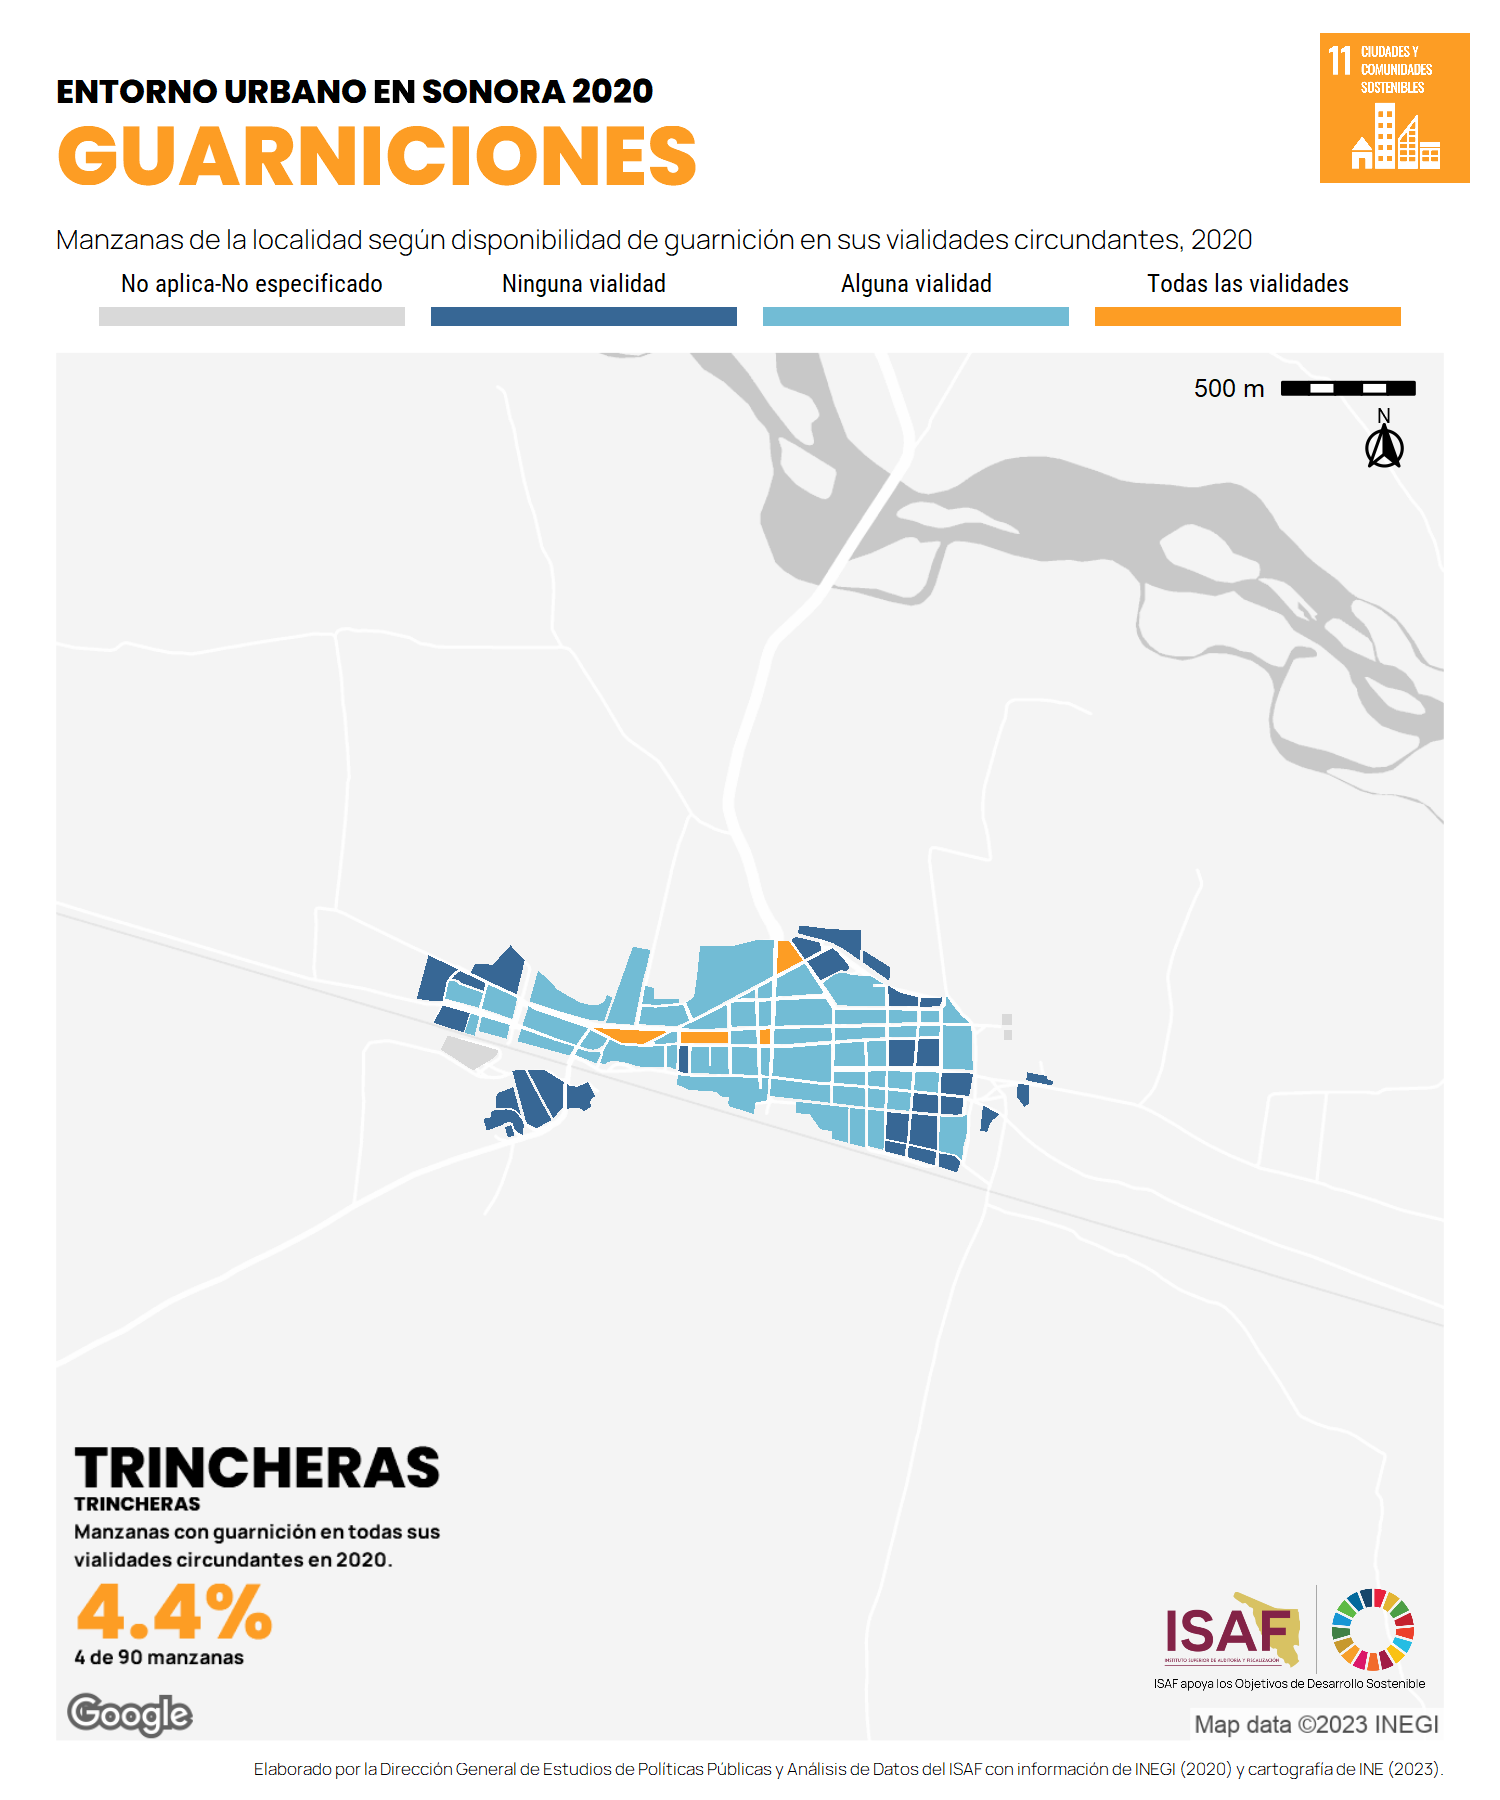 ENTORNO URBANO EN SONORA 2020
GUARNICIONES
11 CIUDADES Y
COMUNIDADES
SOSTENIBLES
Manzanas de la localidad según disponibilidad de guarnición en sus vialidades circundantes, 2020
No aplica-No especificado
Ninguna vialidad
Alguna vialidad
Todas las vialidades
500 m
N
TRINCHERAS
TRINCHERAS
Manzanas con guarnición en todas sus
vialidades circundantes en 2020.
4.4%
4 de 90 manzanas
Google
ISAF
INSTITUTO SUPERIOR DE AUDITORÍA Y FISCALIZACIÓN
ISAF apoya los Objetivos de Desarrollo Sostenible
Map data ©2023 INEGI
Elaborado por la Dirección General de Estudios de Políticas Públicas y Análisis de Datos del ISAF con información de INEGI (2020) y cartografía de INE (2023).